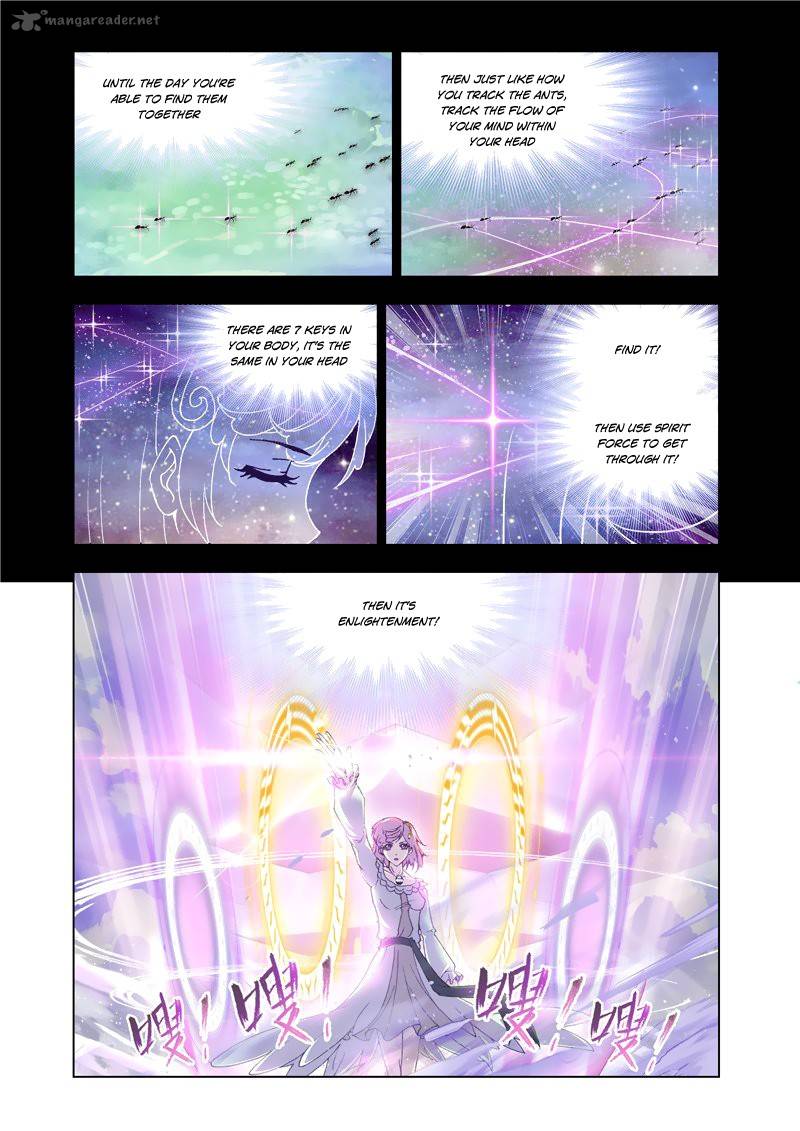 mangareader.net
UNTIL THE DAY YOU'RE
ABLE TO FIND THEM
TOGETHER
THEN JUST LIKE HOW
YOU TRACK THE ANTS,
TRACK THE FLOW OF
YOUR MIND WITHIN
YOUR HEAD
THERE ARE 7 KEYS IN
YOUR BODY, IT'S THE
SAME IN YOUR HEAD
FIND IT!
THEN USE SPIRIT
FORCE TO GET
THROUGH IT!
THEN IT'S
ENLIGHTENMENT!
嗖! 嗖! 嗖! 嗖!